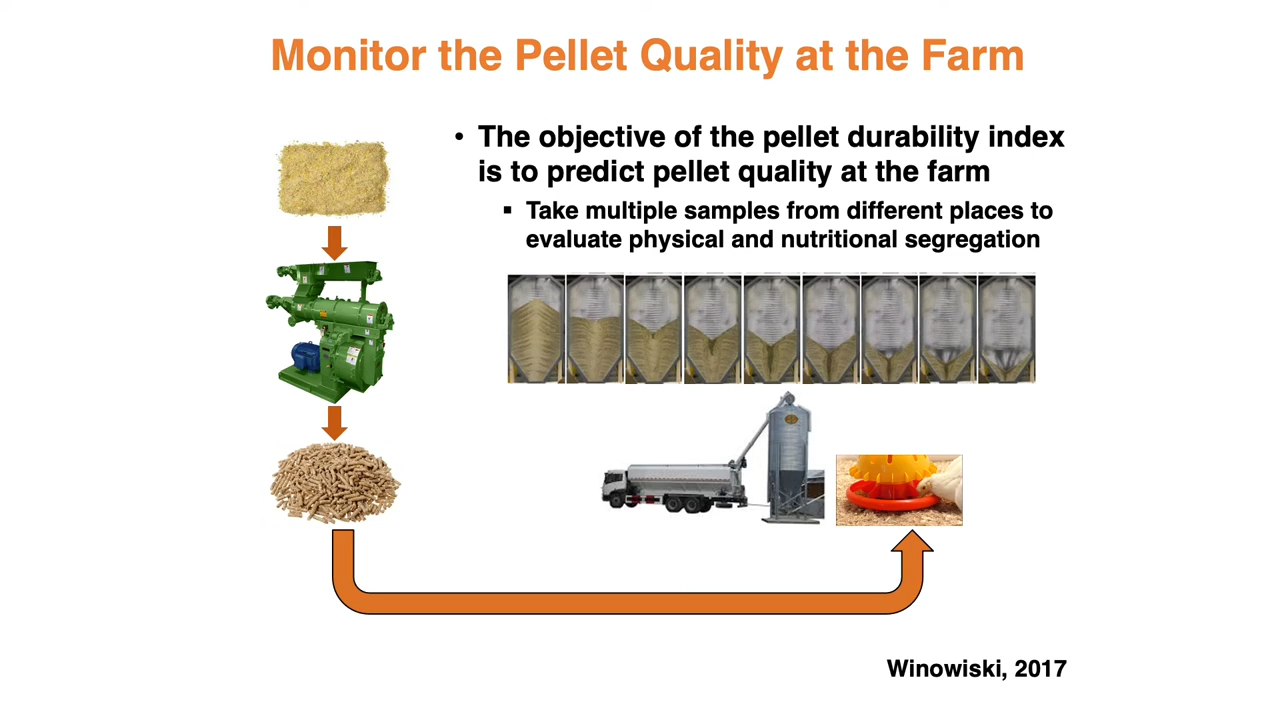 Monitor the Pellet Quality at the Farm
• The objective of the pellet durability index
is to predict pellet quality at the farm
▪ Take multiple samples from different places to
evaluate physical and nutritional segregation
Winowiski, 2017